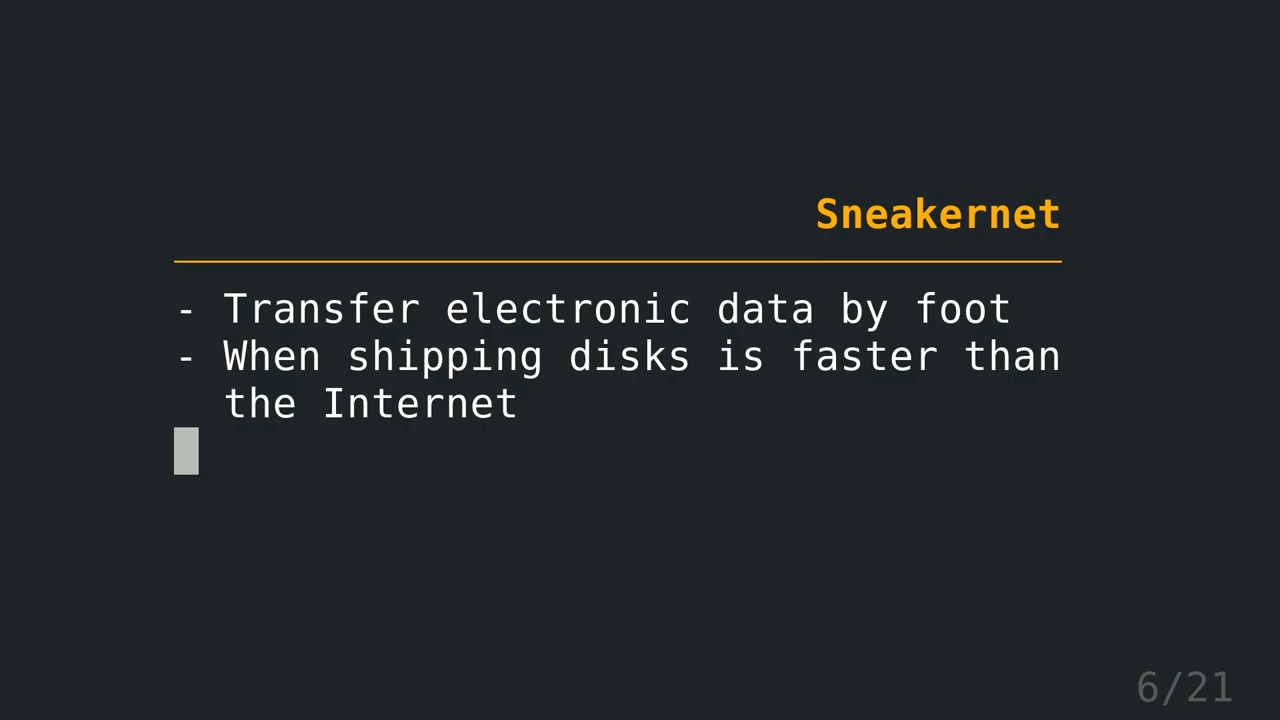 Sneakernet
- Transfer electronic data by foot
- When shipping disks is faster than
the Internet
6/21